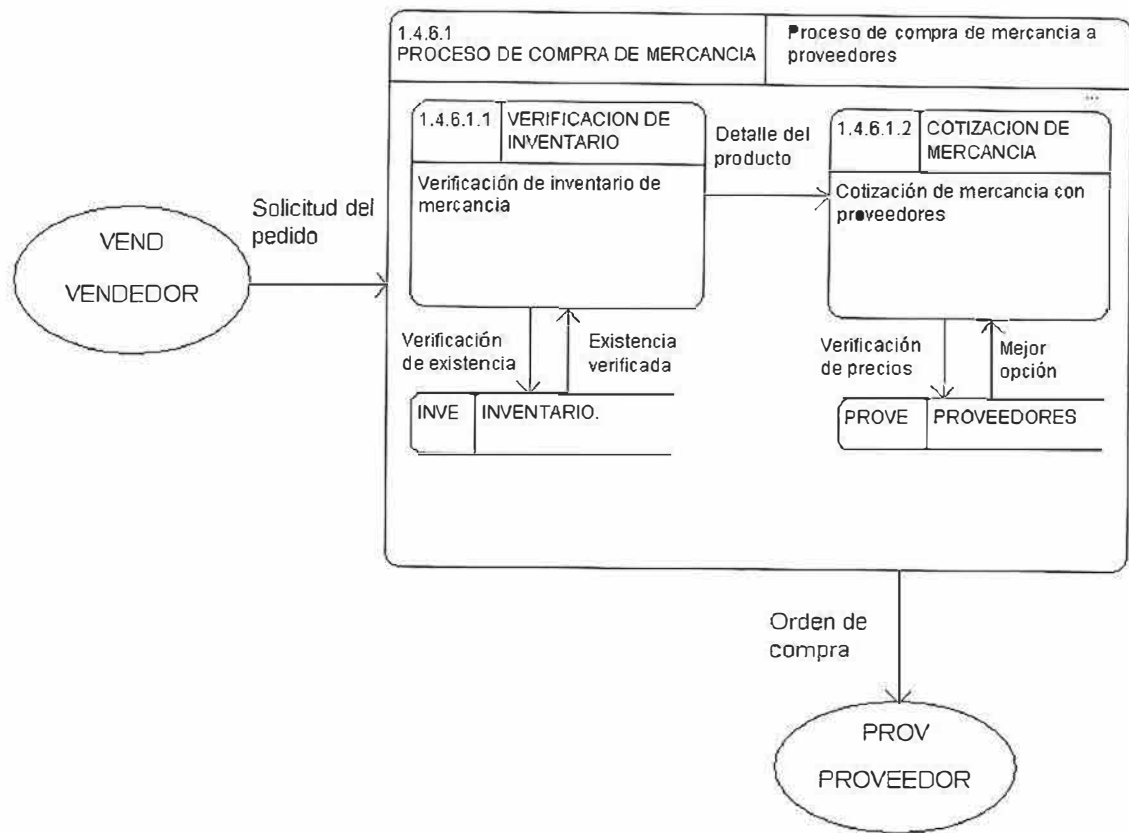 1.4.6.1
PROCESO DE COMPRA DE MERCANCIA
Proceso de compra de mercancia a
proveedores
...
1.4.6.1.1
VERIFICACION DE
INVENTARIO
Verificación de inventario de
mercancia
Detalle del
producto
1.4.6.1.2
COTIZACION DE
MERCANCIA
Cotización de mercancia con
proveedores
Solicitud del
pedido
VEND
VENDEDOR
Verificación
de existencia
Existencia
verificada
Verificación
de precios
Mejor
opción
INVE
INVENTARIO.
PROVE
PROVEEDORES
Orden de
compra
PROV
PROVEEDOR